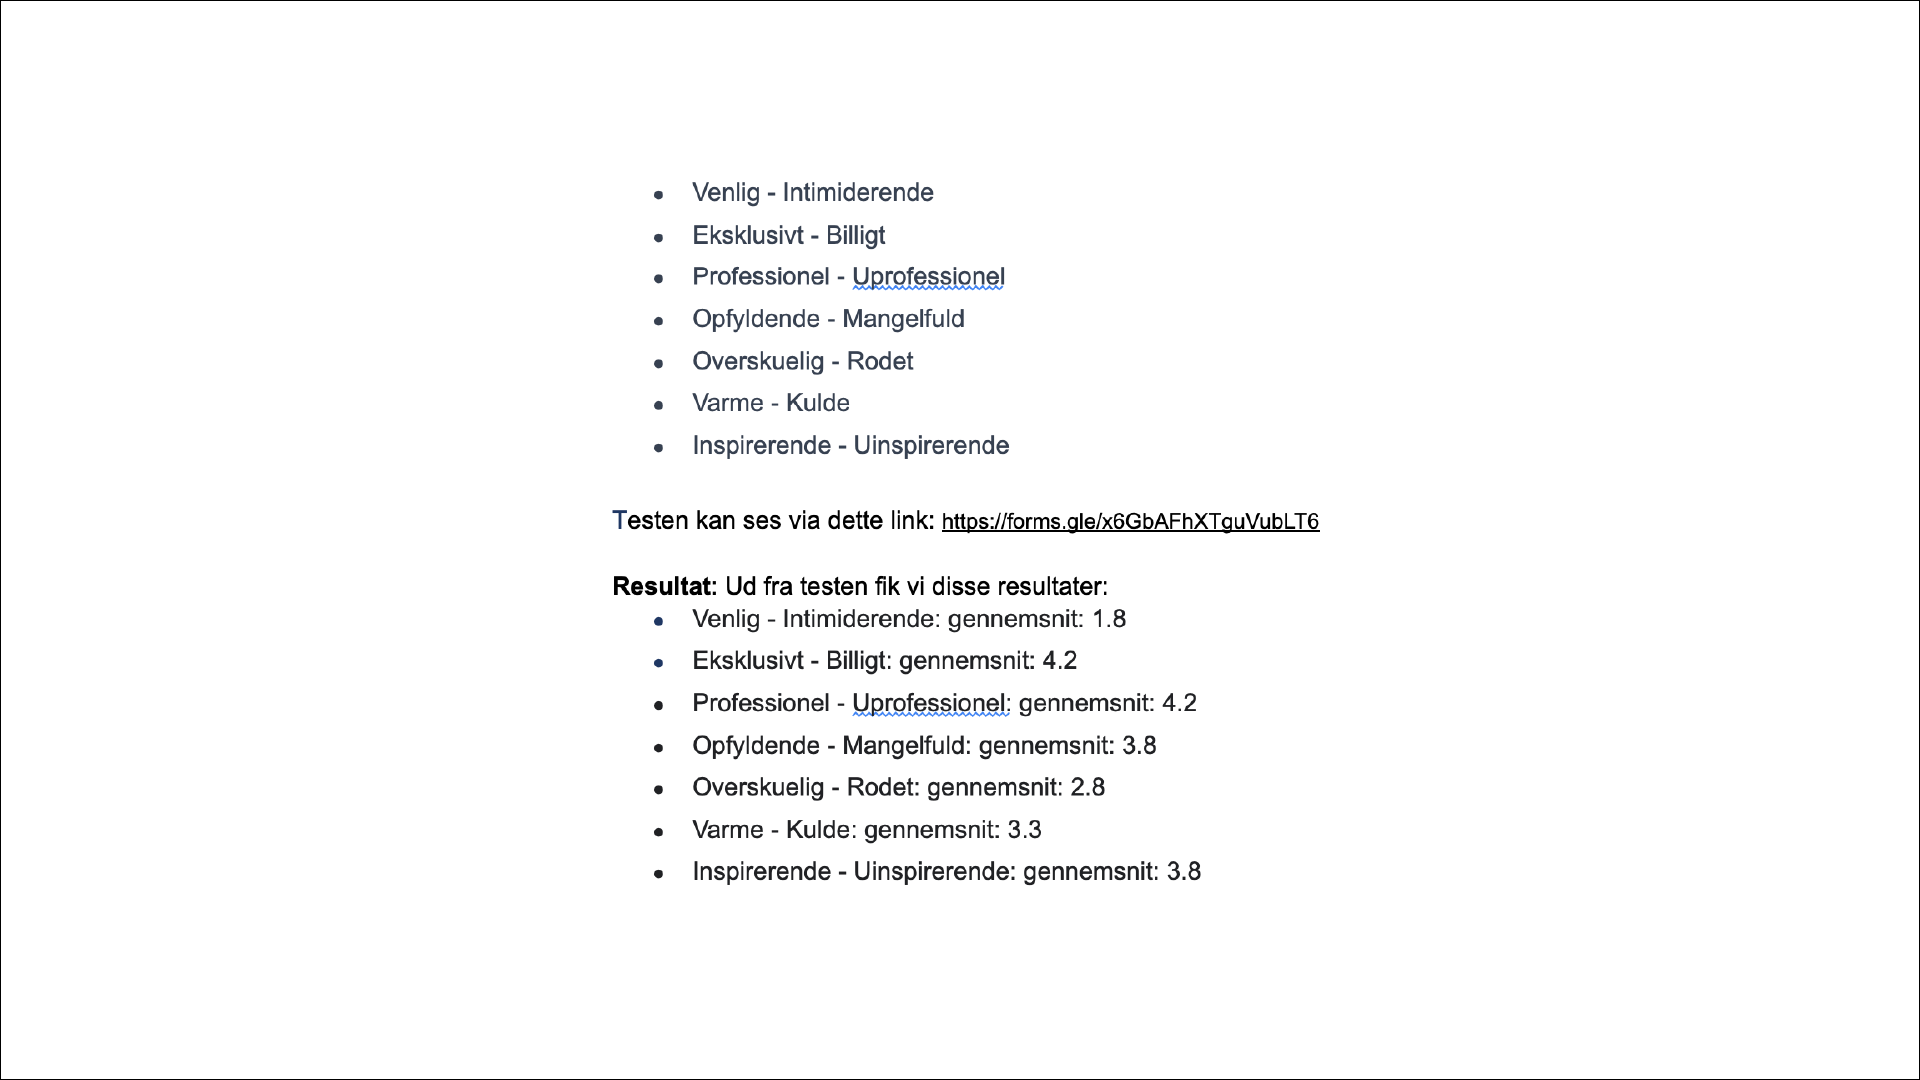 • Venlig - Intimiderende
• Eksklusivt - Billigt
• Professionel - Uprofessionel
• Opfyldende - Mangelfuld
• Overskuelig - Rodet
• Varme - Kulde
• Inspirerende - Uinspirerende
Testen kan ses via dette link: https://forms.gle/x6GbAFhXTguVubLT6
Resultat: Ud fra testen fik vi disse resultater:
• Venlig - Intimiderende: gennemsnit: 1.8
• Eksklusivt - Billigt: gennemsnit: 4.2
• Professionel - Uprofessionel: gennemsnit: 4.2
• Opfyldende - Mangelfuld: gennemsnit: 3.8
• Overskuelig - Rodet: gennemsnit: 2.8
• Varme - Kulde: gennemsnit: 3.3
• Inspirerende - Uinspirerende: gennemsnit: 3.8